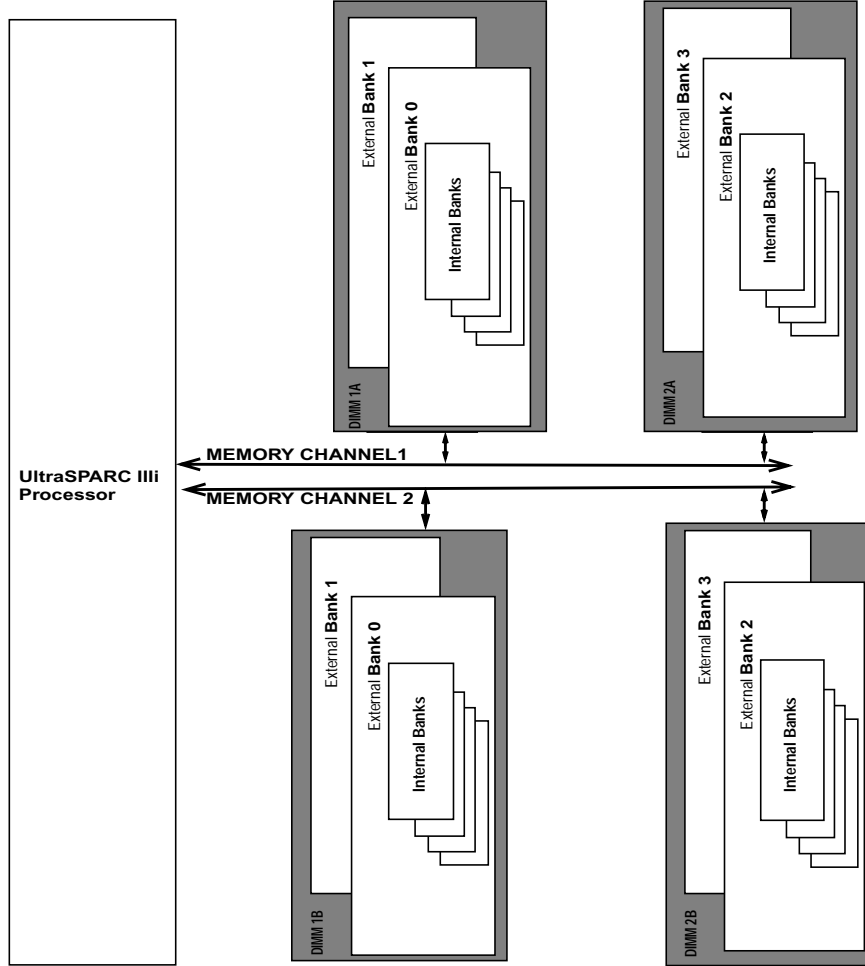 External Bank 1
External Bank 0
Internal Banks
DIMM 1A
External Bank 3
External Bank 2
Internal Banks
DIMM 2A
MEMORY CHANNEL1
UltraSPARC IIIi
Processor
MEMORY CHANNEL 2
External Bank 1
External Bank 0
Internal Banks
DIMM 1B
External Bank 3
External Bank 2
Internal Banks
DIMM 2B